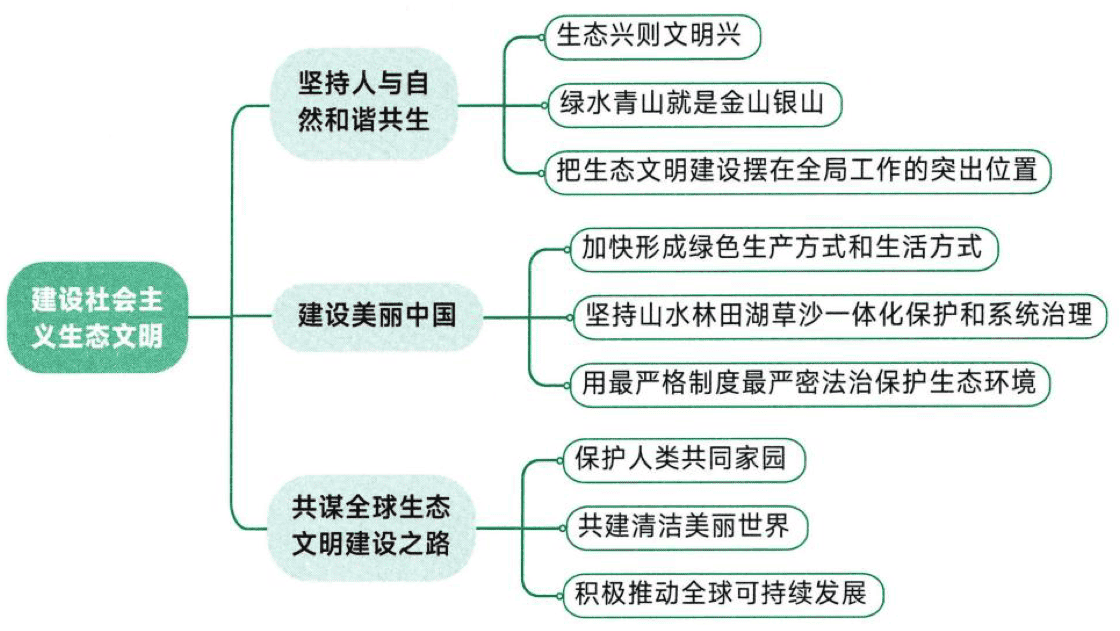 建设社会主
义生态文明
坚持人与自
然和谐共生
生态兴则文明兴
绿水青山就是金山银山
把生态文明建设摆在全局工作的突出位置
建设美丽中国
加快形成绿色生产方式和生活方式
坚持山水林田湖草沙一体化保护和系统治理
用最严格制度最严密法治保护生态环境
共谋全球生态
文明建设之路
保护人类共同家园
共建清洁美丽世界
积极推动全球可持续发展